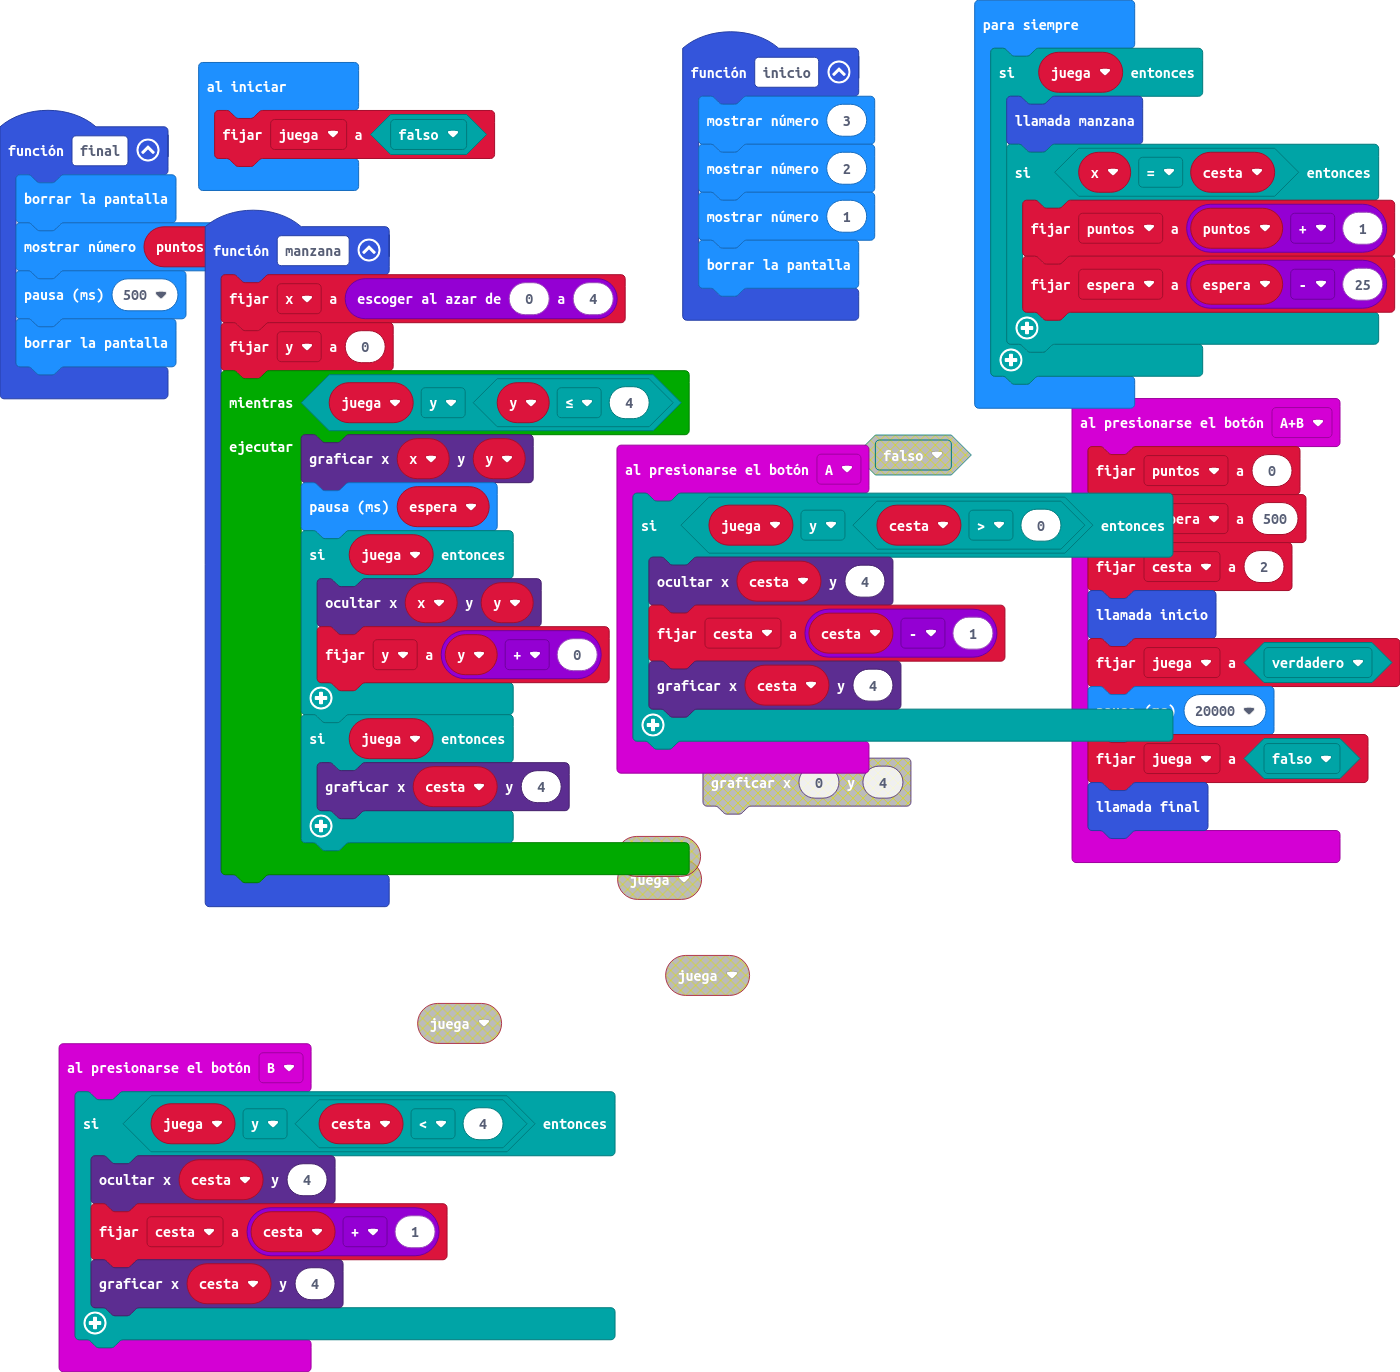 función final
borrar la pantalla
mostrar número puntos
pausa (ms) 500
borrar la pantalla
al iniciar
fijar juega a falso
función manzana
fijar x a escoger al azar de 0 a 4
fijar y a 0
mientras juega y y ≤ 4
ejecutar
graficar x x y y
pausa (ms) espera
si juega entonces
ocultar x x y y
fijar y a y + 0
si juega entonces
graficar x cesta y 4
función inicio
mostrar número 3
mostrar número 2
mostrar número 1
borrar la pantalla
para siempre
si juega entonces
llamada manzana
si x = cesta entonces
fijar puntos a puntos + 1
fijar espera a espera - 25
al presionarse el botón A
si juega y cesta > 0 entonces
ocultar x cesta y 4
fijar cesta a cesta - 1
graficar x cesta y 4
falso
graficar x 0 y 4
al presionarse el botón A+B
fijar puntos a 0
pera a 500
fijar cesta a 2
llamada inicio
fijar juega a verdadero
20000
fijar juega a falso
llamada final
juega
juega
juega
al presionarse el botón B
si juega y cesta < 4 entonces
ocultar x cesta y 4
fijar cesta a cesta + 1
graficar x cesta y 4